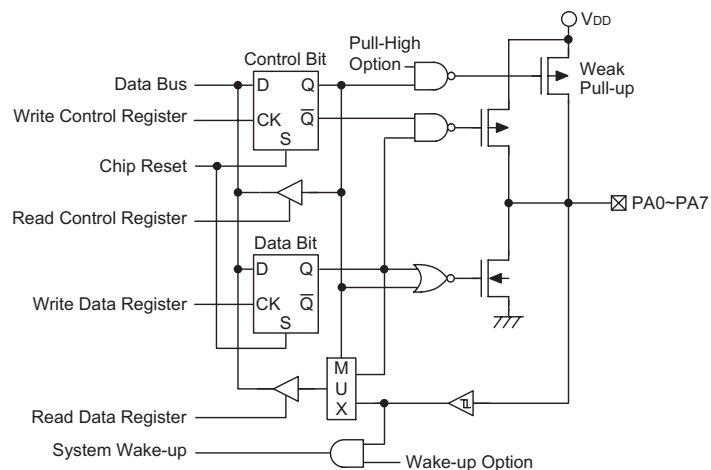 VDD
Pull-High
Option
Control Bit
Weak
Pull-up
Data Bus
D Q
Write Control Register
CK Q
S
Chip Reset
PA0~PA7
Read Control Register
Data Bit
D Q
Write Data Register
CK Q
S
M
U
X
Read Data Register
System Wake-up
Wake-up Option